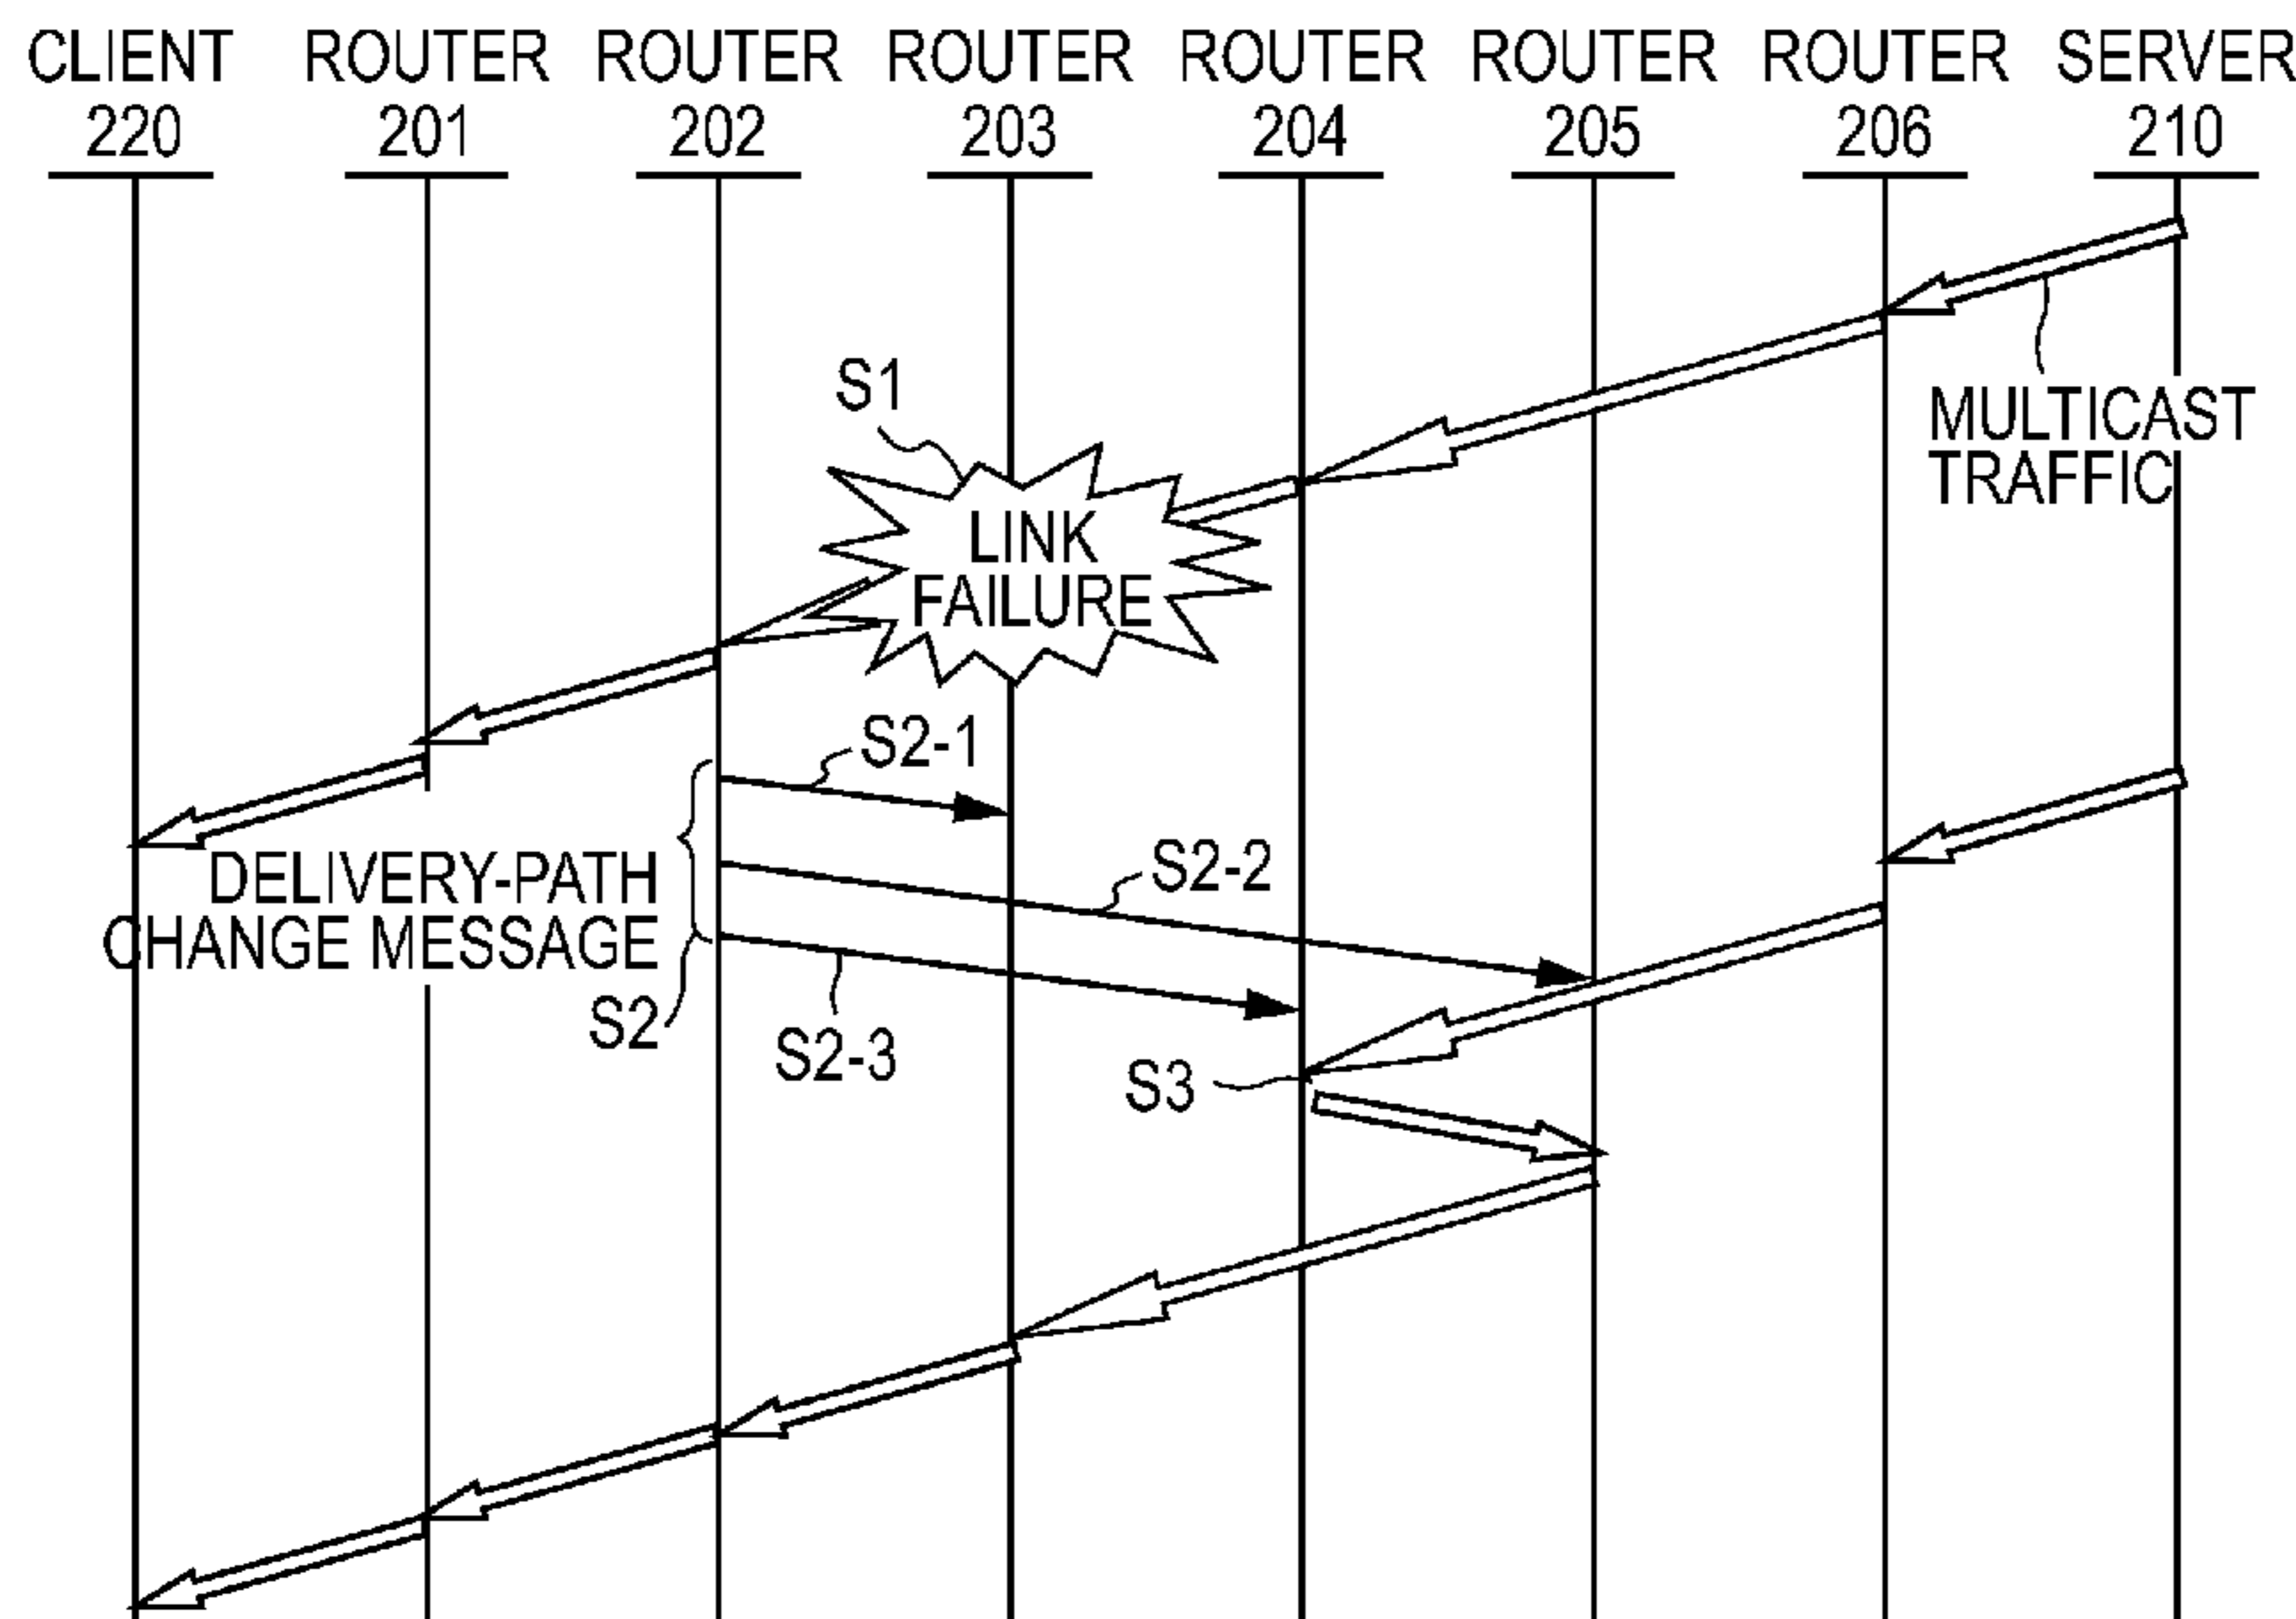 CLIENT ROUTER ROUTER ROUTER ROUTER ROUTER ROUTER SERVER
220 201 202 203 204 205 206 210
S1
MULTICAST
TRAFFIC
LINK
FAILURE
S2-1
DELIVERY-PATH
CHANGE MESSAGE
S2-2
S2
S2-3
S3